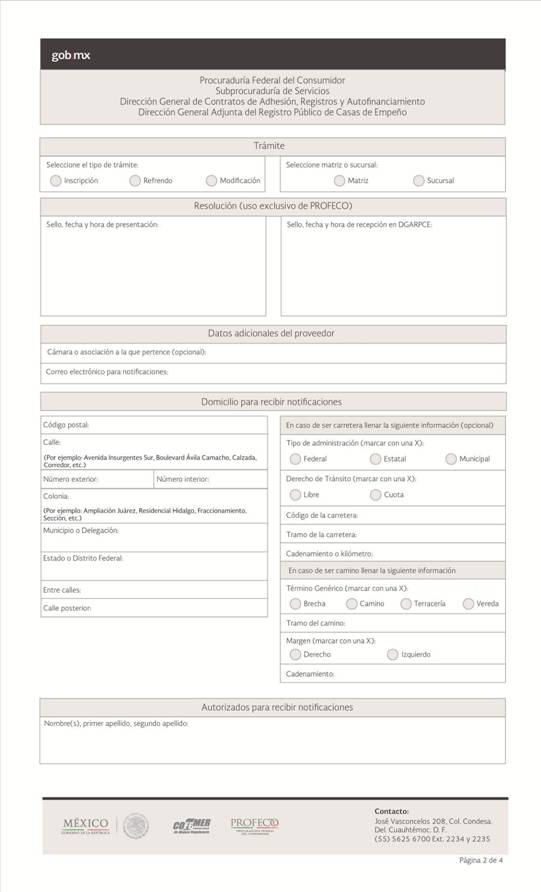 gob mx
Procuraduría Federal del Consumidor
Subprocuraduría de Servicios
Dirección General de Contratos de Adhesión, Registros y Autofinanciamiento
Dirección General Adjunta del Registro Público de Casas de Empeño
Trámite
Seleccione el tipo de trámite:
Inscripción Refrendo Modificación
Seleccione matriz o sucursal:
Matriz Sucursal
Resolución (uso exclusivo de PROFECO)
Sello, fecha y hora de presentación:
Sello, fecha y hora de recepción en DGARPCE:
Datos adicionales del proveedor
Cámara o asociación a la que pertence (opcional):
Correo electrónico para notificaciones:
Domicilio para recibir notificaciones
Código postal:
Calle:
(Por ejemplo: Avenida Insurgentes Sur, Boulevard Ávila Camacho, Calzada,
Corredor, etc.)
Número exterior: Número interior:
Colonia:
(Por ejemplo: Ampliación Juárez, Residencial Hidalgo, Fraccionamiento,
Sección, etc.)
Municipio o Delegación:
Estado o Distrito Federal:
Entre calles:
Calle posterior:
En caso de ser carretera llenar la siguiente información (opcional)
Tipo de administración (marcar con una X):
Federal Estatal Municipal
Derecho de Tránsito (marcar con una X):
Libre Cuota
Código de la carretera:
Tramo de la carretera:
Cadenamiento o kilómetro:
En caso de ser camino llenar la siguiente información
Término Genérico (marcar con una X):
Brecha Camino Terracería Vereda
Tramo del camino:
Margen (marcar con una X):
Derecho Izquierdo
Cadenamiento:
Autorizados para recibir notificaciones
Nombre(s), primer apellido, segundo apellido:
MÉXICO
GOBIERNO DE LA REPÚBLICA
COFEMER
PROFECO
PROCURADURÍA FEDERAL
DEL CONSUMIDOR
Contacto:
José Vasconcelos 208, Col. Condesa.
Del. Cuauhtémoc. D. F.
(55) 5625 6700 Ext. 2234 y 2235
Página 2 de 4